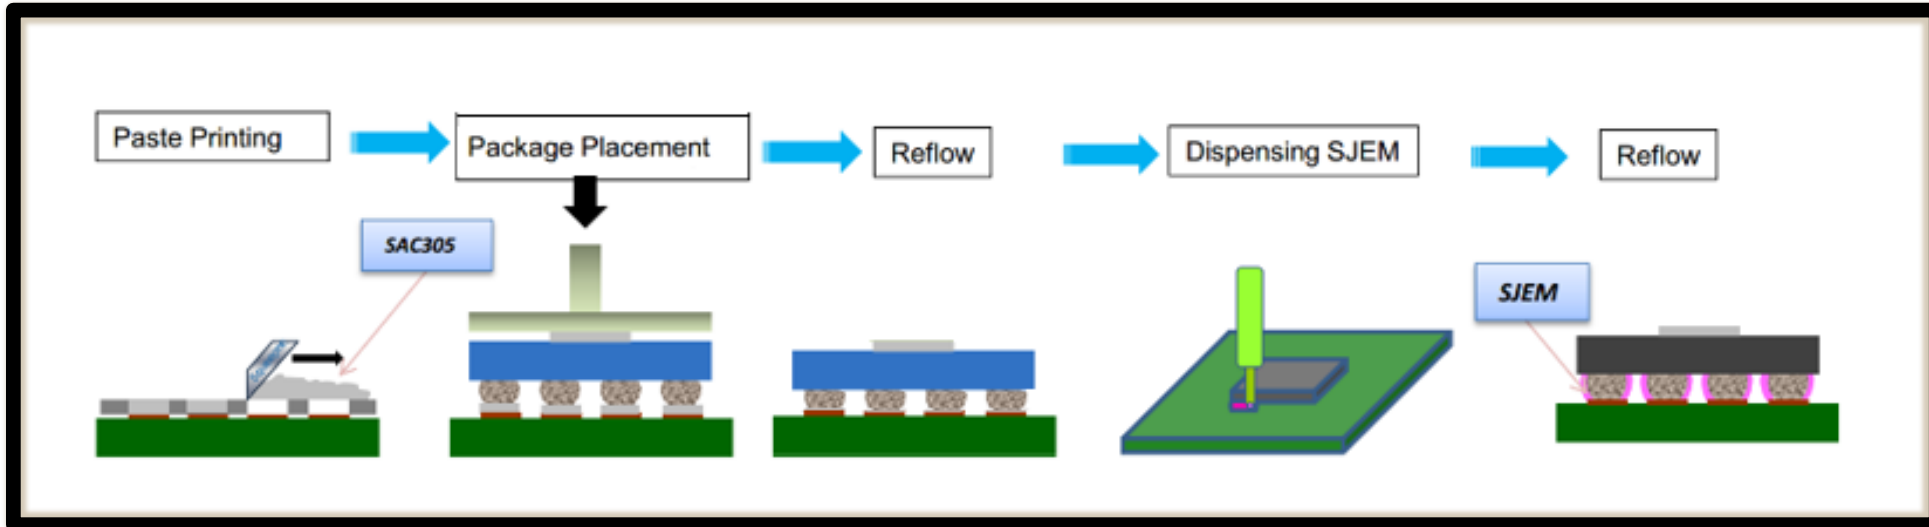 Paste Printing
Package Placement
Reflow
Dispensing SJEM
Reflow
SAC305
SJEM